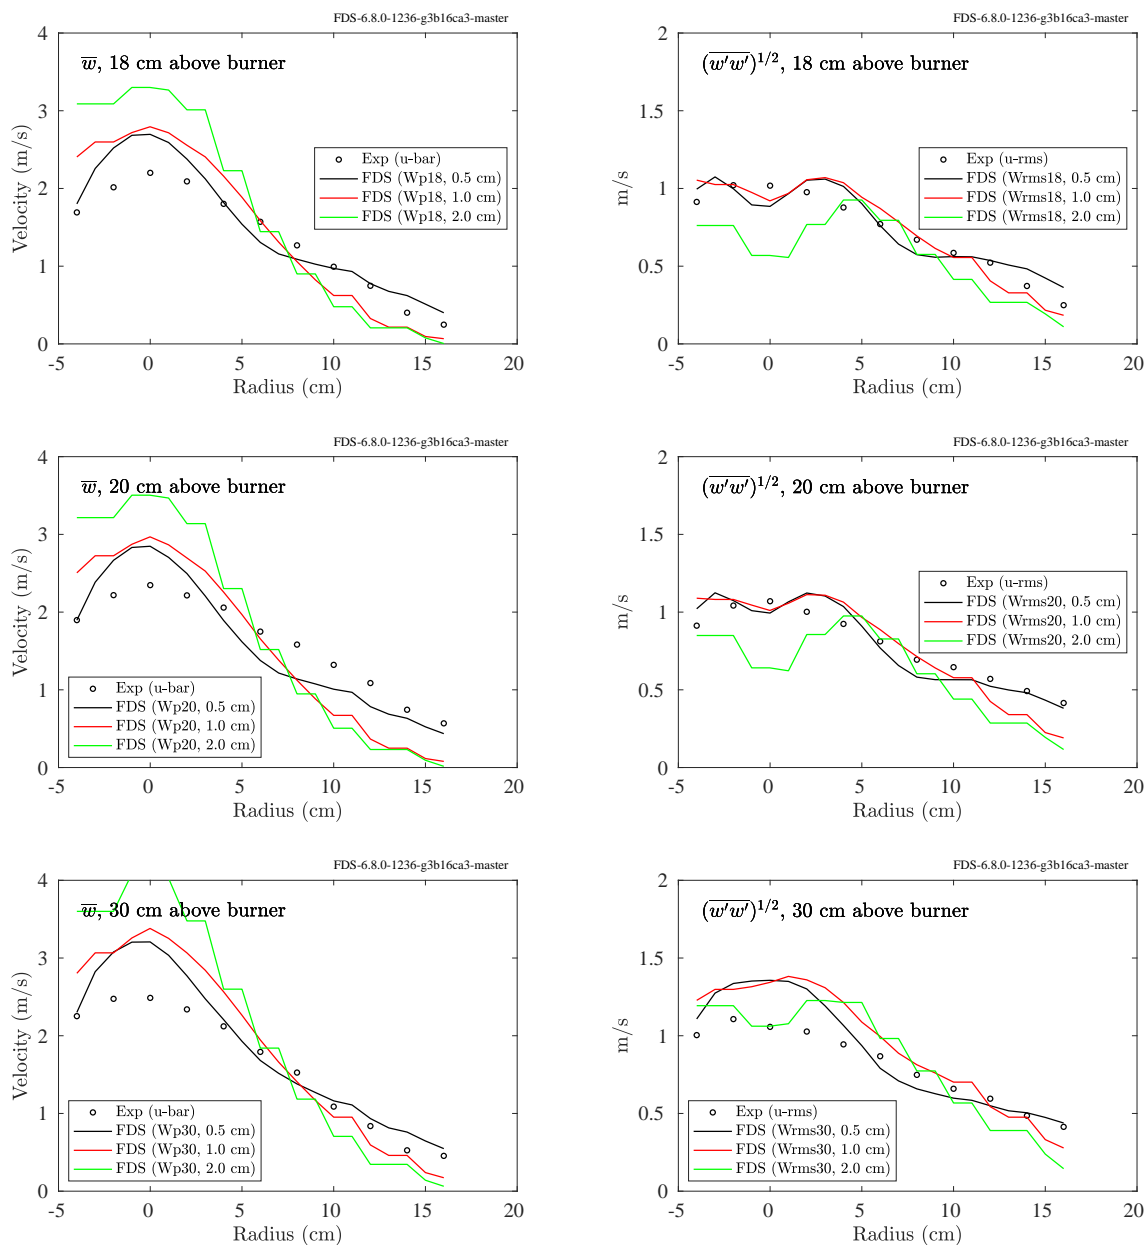 FDS-6.8.0-1236-g3b16ca3-master
w̅, 18 cm above burner
Velocity (m/s)
4
3
2
1
0
Exp (u-bar)
FDS (Wp18, 0.5 cm)
FDS (Wp18, 1.0 cm)
FDS (Wp18, 2.0 cm)
-5 0 5 10 15 20
Radius (cm)
FDS-6.8.0-1236-g3b16ca3-master
(w′w′)1/2, 18 cm above burner
m/s
2
1.5
1
0.5
0
Exp (u-rms)
FDS (Wrms18, 0.5 cm)
FDS (Wrms18, 1.0 cm)
FDS (Wrms18, 2.0 cm)
-5 0 5 10 15 20
Radius (cm)
FDS-6.8.0-1236-g3b16ca3-master
w̅, 20 cm above burner
Velocity (m/s)
4
3
2
1
0
Exp (u-bar)
FDS (Wp20, 0.5 cm)
FDS (Wp20, 1.0 cm)
FDS (Wp20, 2.0 cm)
-5 0 5 10 15 20
Radius (cm)
FDS-6.8.0-1236-g3b16ca3-master
(w′w′)1/2, 20 cm above burner
m/s
2
1.5
1
0.5
0
Exp (u-rms)
FDS (Wrms20, 0.5 cm)
FDS (Wrms20, 1.0 cm)
FDS (Wrms20, 2.0 cm)
-5 0 5 10 15 20
Radius (cm)
FDS-6.8.0-1236-g3b16ca3-master
w̅, 30 cm above burner
Velocity (m/s)
4
3
2
1
0
Exp (u-bar)
FDS (Wp30, 0.5 cm)
FDS (Wp30, 1.0 cm)
FDS (Wp30, 2.0 cm)
-5 0 5 10 15 20
Radius (cm)
FDS-6.8.0-1236-g3b16ca3-master
(w′w′)1/2, 30 cm above burner
m/s
2
1.5
1
0.5
0
Exp (u-rms)
FDS (Wrms30, 0.5 cm)
FDS (Wrms30, 1.0 cm)
FDS (Wrms30, 2.0 cm)
-5 0 5 10 15 20
Radius (cm)